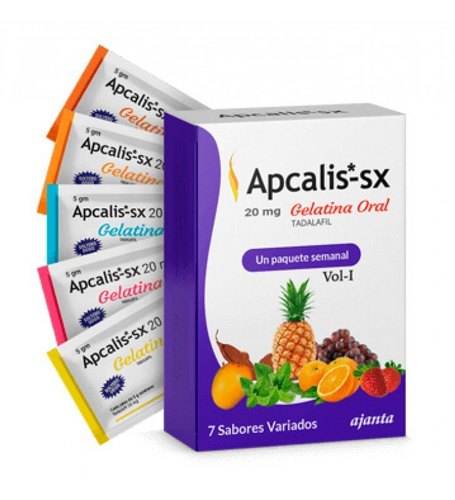 5 gm
Apcalis*-sx
Gelatina
5 gm
Apcalis*-sx 20
Gelatina
5 gm
Apcalis*-sx 20
Gelatina
TADALAFIL
5 gm
Apcalis*-sx 20 m
Gelatina
5 gm
Apcalis*-sx 20
Gelatina
Apcalis*-sx
20 mg Gelatina Oral
TADALAFIL
Un paquete semanal
Vol-I
7 Sabores Variados
ajanta